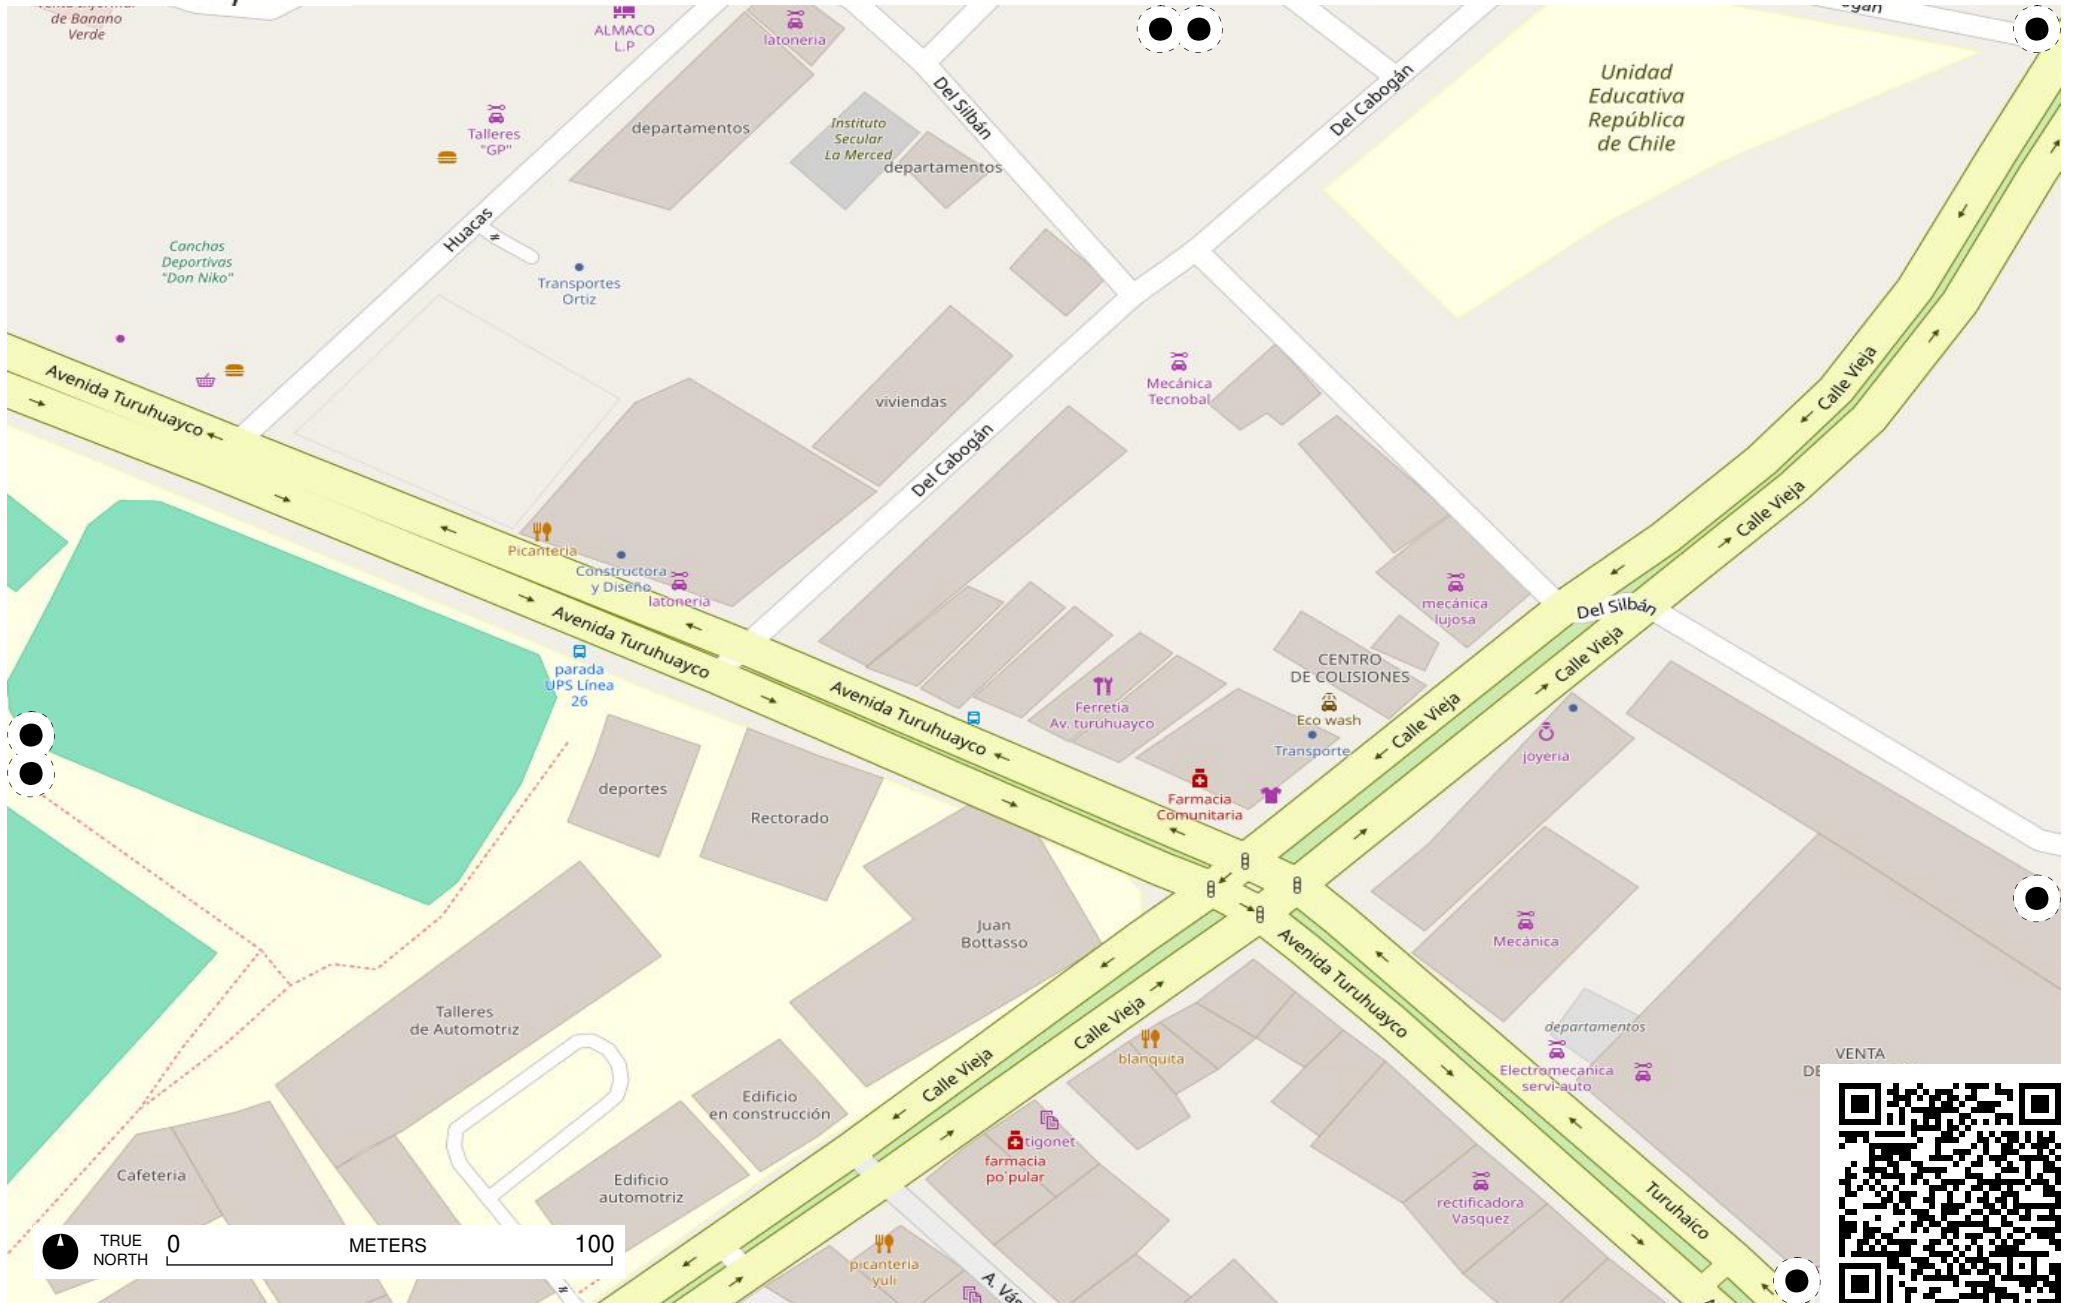 de Banano
Verde
ALMACO
L.P
latoneria
Unidad
Educativa
República
de Chile
Del Cabogán
Del Silbán
departamentos
Instituto
Secular
La Merced
departamentos
Talleres
"GP"
Huacas
Canchas
Deportivas
"Don Niko"
Transportes
Ortiz
Avenida Turuhuayco
viviendas
Mecánica
Tecnobal
Calle Vieja
Del Cabogán
Calle Vieja
Picanteria
Constructora
y Diseño
latoneria
Avenida Turuhuayco
parada
UPS Línea
26
mecánica
lujosa
Del Silbán
Calle Vieja
CENTRO
DE COLISIONES
Eco wash
Transporte
Ferretia
Av. turuhuayco
Avenida Turuhuayco
Calle Vieja
joyeria
deportes
Rectorado
Farmacia
Comunitaria
Juan
Bottasso
Mecánica
Avenida Turuhuayco
Talleres
de Automotriz
Calle Vieja
Calle Vieja
blanquita
departamentos
Electromecanica
servi-auto
VENTA
Edificio
en construcción
tigonet
farmacia
po`pular
Cafeteria
Edificio
automotriz
rectificadora
Vasquez
Turuhaico
picanteria
yuli
TRUE
NORTH
0 METERS 100